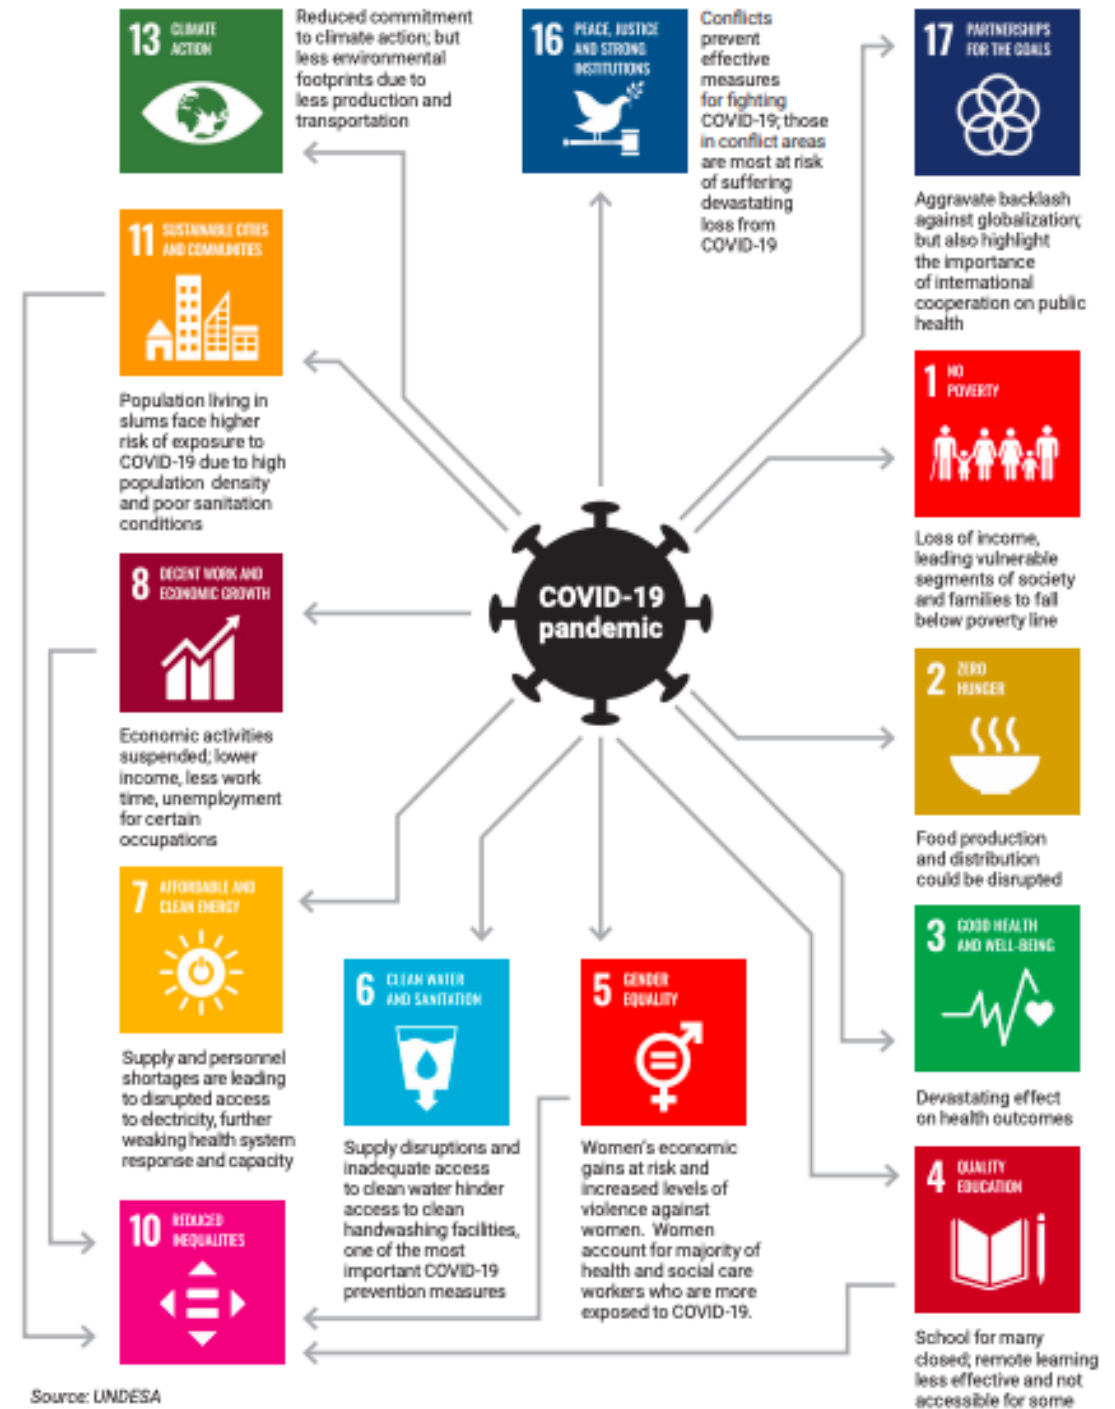 13 CLIMATE
ACTION
Reduced commitment
to climate action; but
less environmental
footprints due to
less production and
transportation
16 PEACE, JUSTICE
AND STRONG
INSTITUTIONS
Conflicts
prevent
effective
measures
for fighting
COVID-19; those
in conflict areas
are most at risk
of suffering
devastating
loss from
COVID-19
17 PARTNERSHIPS
FOR THE GOALS
Aggravate backlash
against globalization;
but also highlight
the importance
of international
cooperation on public
health
11 SUSTAINABLE CITIES
AND COMMUNITIES
Population living in
slums face higher
risk of exposure to
COVID-19 due to high
population density
and poor sanitation
conditions
1 NO
POVERTY
Loss of income,
leading vulnerable
segments of society
and families to fall
below poverty line
COVID-19
pandemic
8 DECENT WORK AND
ECONOMIC GROWTH
Economic activities
suspended; lower
income, less work
time, unemployment
for certain
occupations
2 ZERO
HUNGER
Food production
and distribution
could be disrupted
7 AFFORDABLE AND
CLEAN ENERGY
Supply and personnel
shortages are leading
to disrupted access
to electricity, further
weaking health system
response and capacity
3 GOOD HEALTH
AND WELL-BEING
Devastating effect
on health outcomes
6 CLEAN WATER
AND SANITATION
Supply disruptions and
inadequate access
to clean water hinder
access to clean
handwashing facilities,
one of the most
important COVID-19
prevention measures
5 GENDER
EQUALITY
Women's economic
gains at risk and
increased levels of
violence against
women. Women
account for majority of
health and social care
workers who are more
exposed to COVID-19.
4 QUALITY
EDUCATION
School for many
closed; remote learning
less effective and not
accessible for some
10 REDUCED
INEQUALITIES
Source: UNDESA